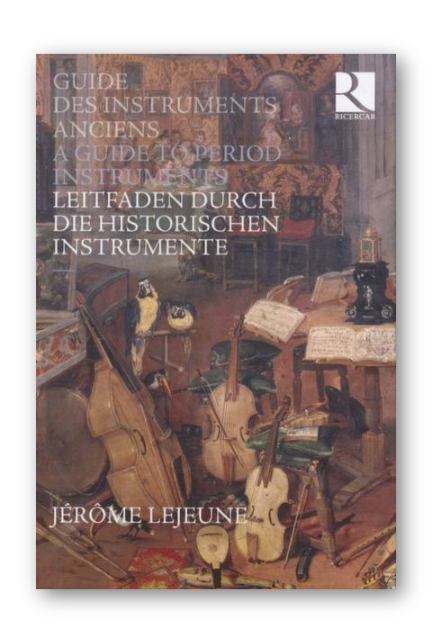 GUIDE
DES INSTRUMENTS
ANCIENS
A GUIDE TO PERIOD
INSTRUMENTS
LEITFADEN DURCH
DIE HISTORISCHEN
INSTRUMENTE
R
RICERCAR
JÉRÔME LEJEUNE